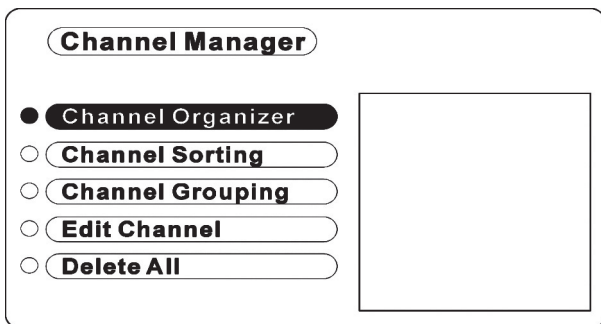 Channel Manager
Channel Organizer
Channel Sorting
Channel Grouping
Edit Channel
Delete All